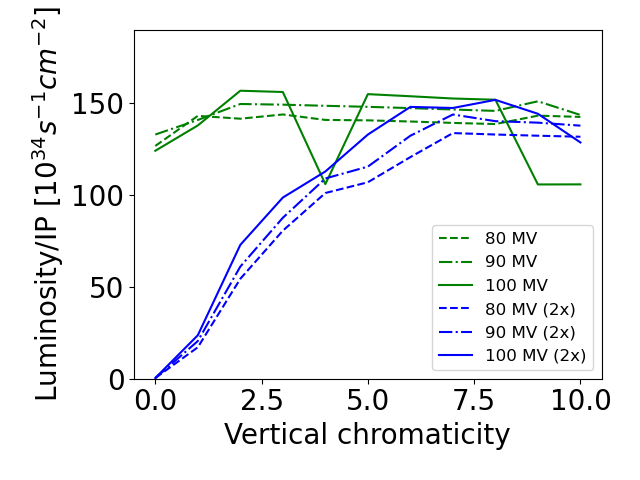 Luminosity/IP [10^34 s^−1 cm^−2]
150
100
50
0
0.0 2.5 5.0 7.5 10.0
Vertical chromaticity
80 MV
90 MV
100 MV
80 MV (2x)
90 MV (2x)
100 MV (2x)